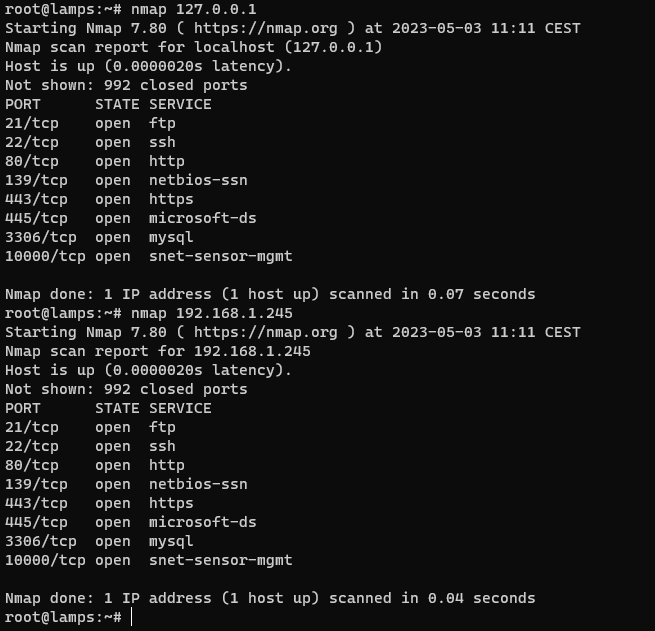 root@lamps:~# nmap 127.0.0.1
Starting Nmap 7.80 ( https://nmap.org ) at 2023-05-03 11:11 CEST
Nmap scan report for localhost (127.0.0.1)
Host is up (0.0000020s latency).
Not shown: 992 closed ports
PORT      STATE SERVICE
21/tcp    open  ftp
22/tcp    open  ssh
80/tcp    open  http
139/tcp   open  netbios-ssn
443/tcp   open  https
445/tcp   open  microsoft-ds
3306/tcp  open  mysql
10000/tcp open  snet-sensor-mgmt

Nmap done: 1 IP address (1 host up) scanned in 0.07 seconds
root@lamps:~# nmap 192.168.1.245
Starting Nmap 7.80 ( https://nmap.org ) at 2023-05-03 11:11 CEST
Nmap scan report for 192.168.1.245
Host is up (0.0000020s latency).
Not shown: 992 closed ports
PORT      STATE SERVICE
21/tcp    open  ftp
22/tcp    open  ssh
80/tcp    open  http
139/tcp   open  netbios-ssn
443/tcp   open  https
445/tcp   open  microsoft-ds
3306/tcp  open  mysql
10000/tcp open  snet-sensor-mgmt

Nmap done: 1 IP address (1 host up) scanned in 0.04 seconds
root@lamps:~#